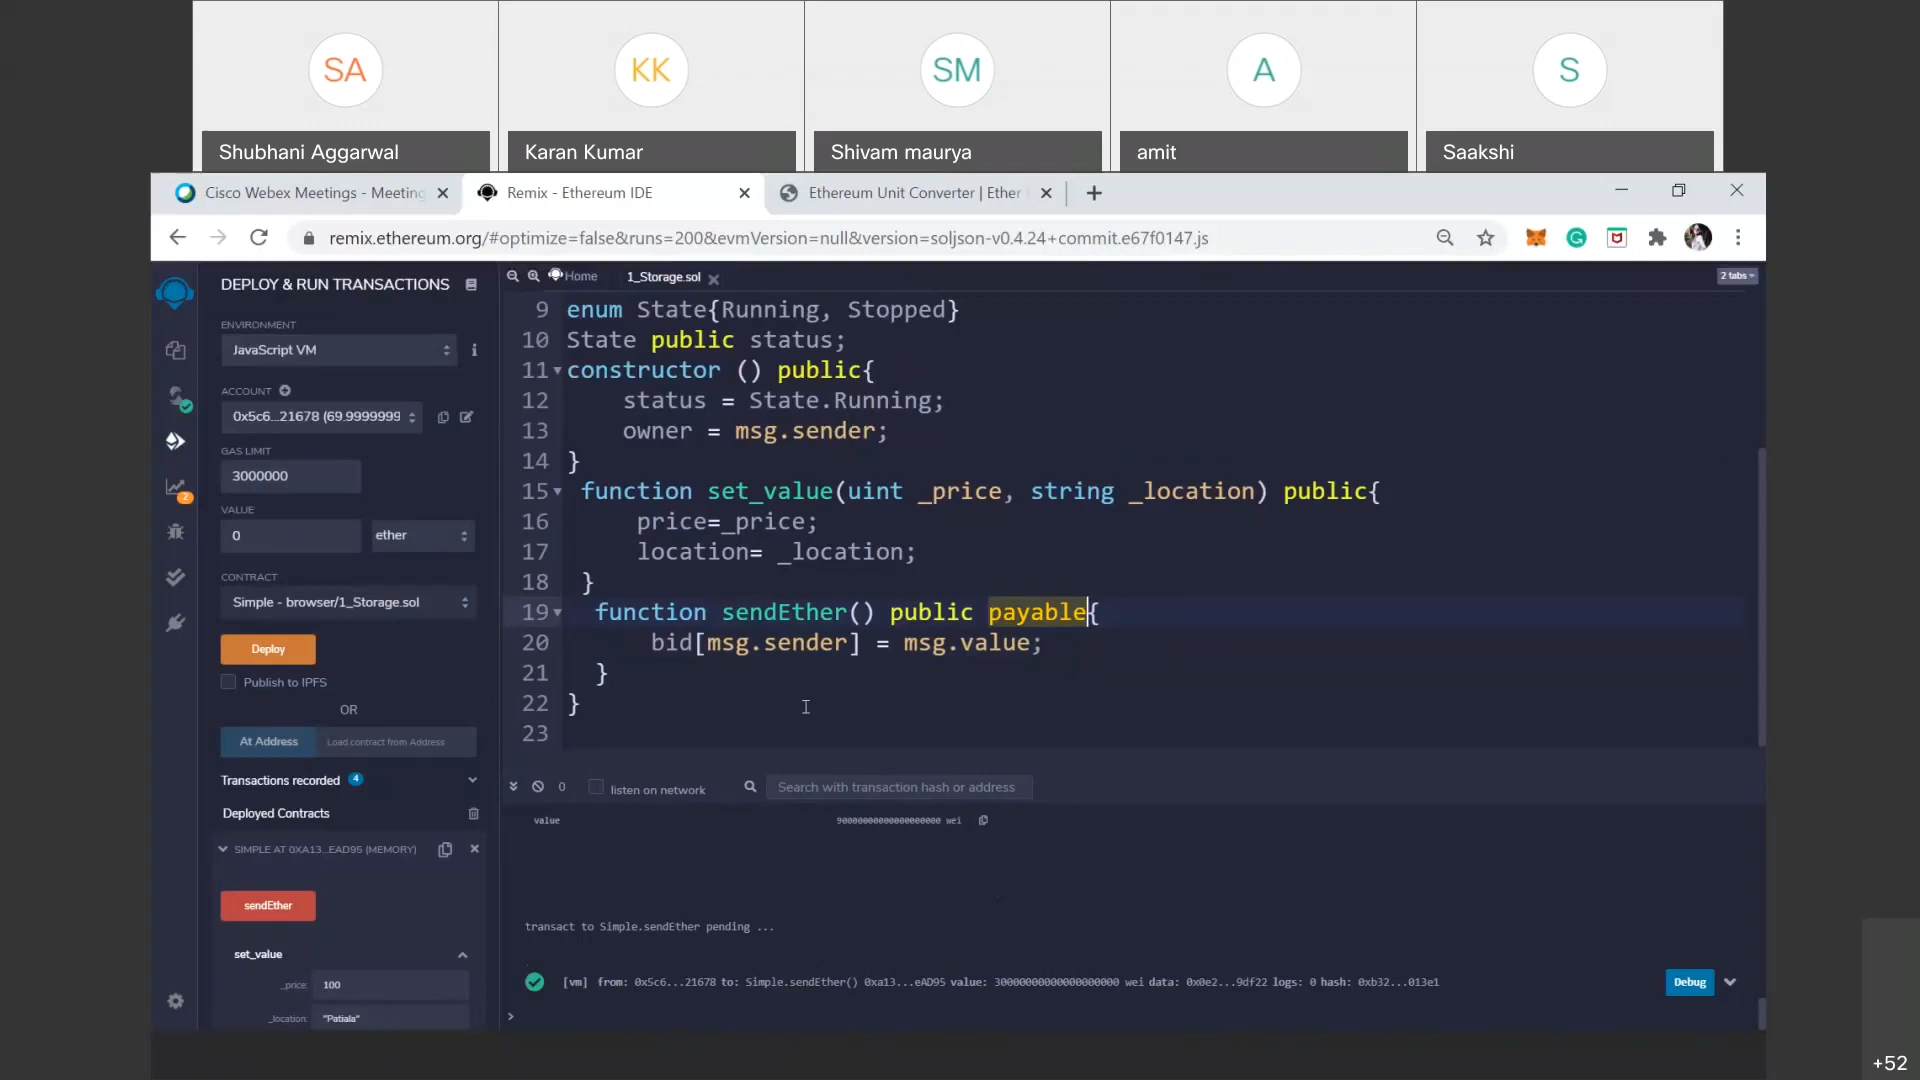 SA
KK
SM
A
S
Shubhani Aggarwal
Karan Kumar
Shivam maurya
amit
Saakshi
Cisco Webex Meetings - Meeting
Remix - Ethereum IDE
Ethereum Unit Converter | Ether
remix.ethereum.org/#optimize=false&runs=200&evmVersion=null&version=soljson-v0.4.24+commit.e67f0147.js
DEPLOY & RUN TRANSACTIONS
ENVIRONMENT
JavaScript VM
ACCOUNT
0x5c6...21678 (69.9999999
GAS LIMIT
3000000
VALUE
0
ether
CONTRACT
Simple - browser/1_Storage.sol
Deploy
Publish to IPFS
OR
At Address
Load contract from Address
Transactions recorded 4
Deployed Contracts
SIMPLE AT 0XA13...EAD95 (MEMORY)
sendEther
set_value
_price:
100
_location:
"Patiala"
2
Home
1_Storage.sol
2 tabs
9 enum State{Running, Stopped}
10 State public status;
11 constructor () public{
12 status = State.Running;
13 owner = msg.sender;
14 }
15 function set_value(uint _price, string _location) public{
16 price=_price;
17 location= _location;
18 }
19 function sendEther() public payable{
20 bid[msg.sender] = msg.value;
21 }
22 }
23
0
listen on network
Search with transaction hash or address
value
transact to Simple.sendEther pending ...
[vm] from: 0x5c6...21678 to: Simple.sendEther() 0xa13...eAD95 value: 30000000000000000000 wei data: 0x0e2...9df22 logs: 0 hash: 0xb32...013e1
Debug
>
+52